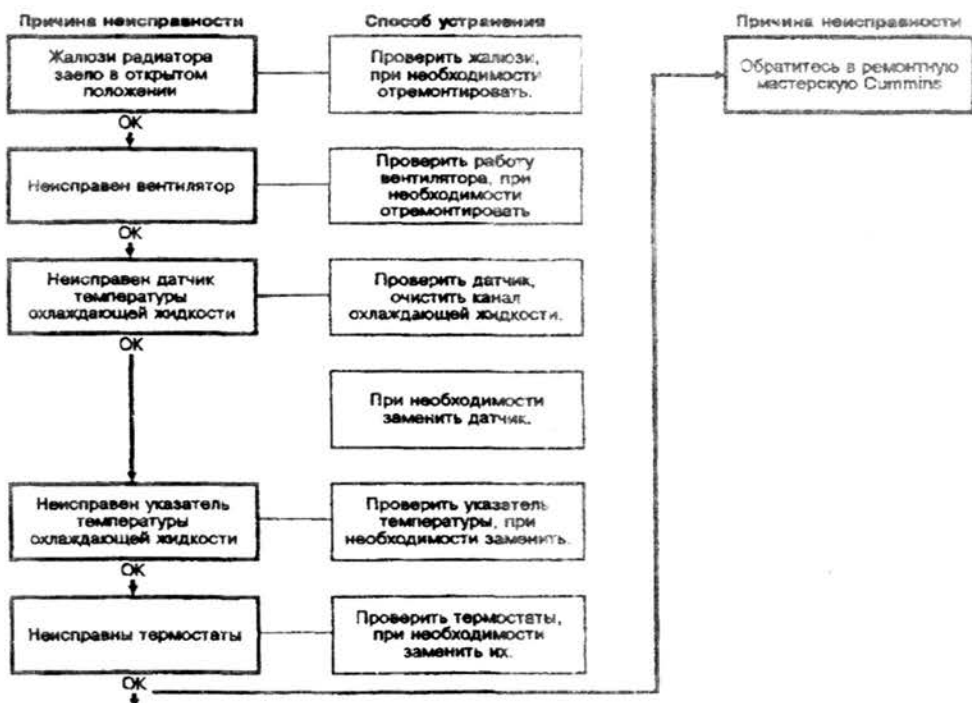 Причина неисправности
Способ устранения
Причина неисправности
Жалюзи радиатора
заело в открытом
положении
Проверить жалюзи,
при необходимости
отремонтировать.
Обратитесь в ремонтную
мастерскую Cummins
ОК
Неисправен вентилятор
Проверить работу
вентилятора, при
необходимости
отремонтировать
ОК
Неисправен датчик
температуры
охлаждающей жидкости
Проверить датчик,
очистить канал
охлаждающей жидкости.
ОК
При необходимости
заменить датчик.
Неисправен указатель
температуры
охлаждающей жидкости
Проверить указатель
температуры, при
необходимости заменить.
ОК
Неисправны термостаты
Проверить термостаты,
при необходимости
заменить их.
ОК